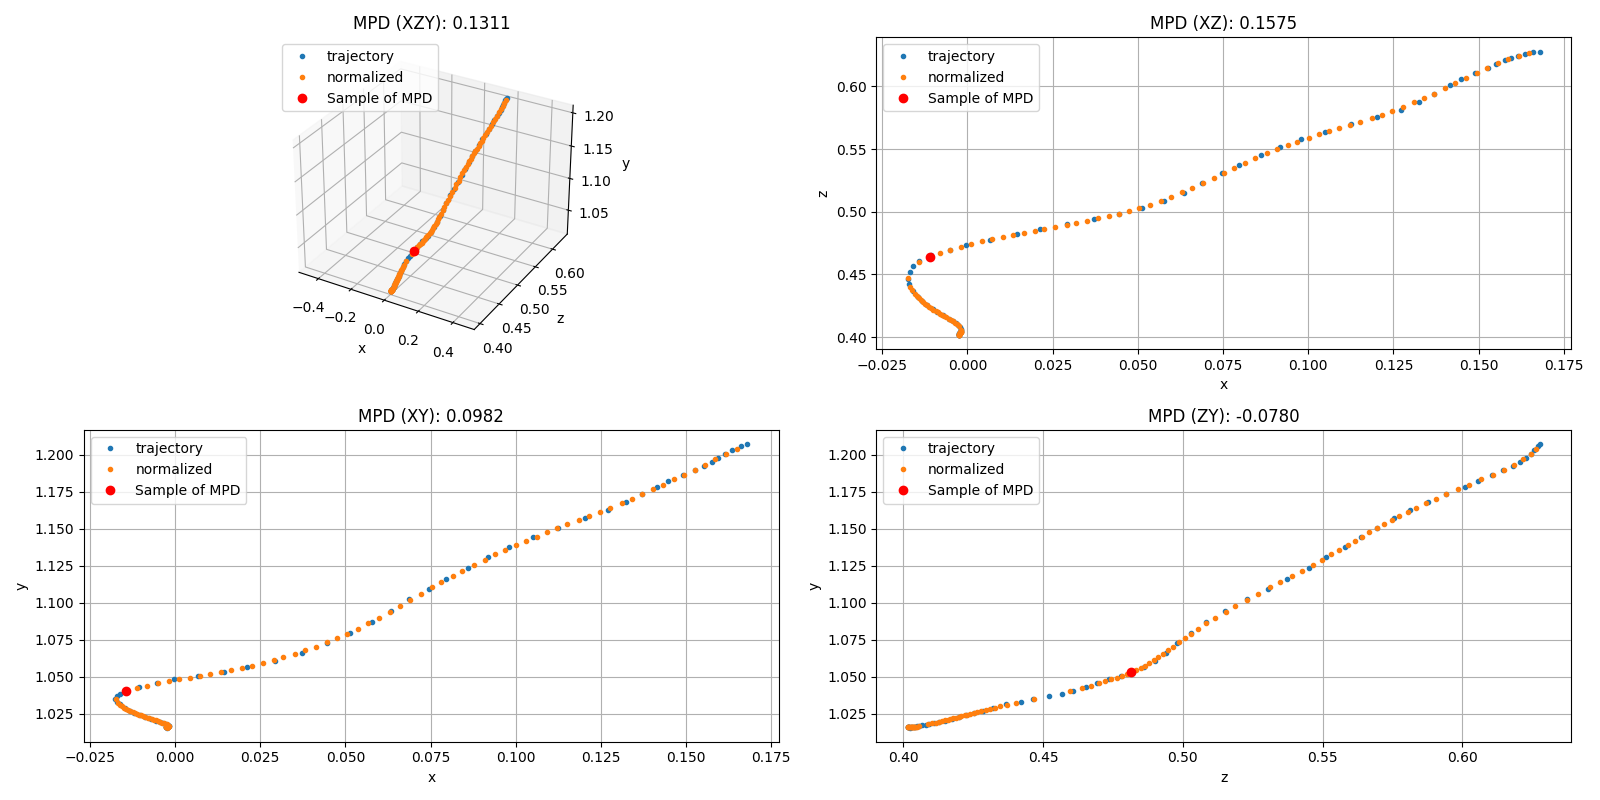 MPD (XZY): 0.1311
trajectory
normalized
Sample of MPD
1.20
1.15
1.10
1.05
y
−0.4
−0.2
0.0
0.2
0.4
x
0.40
0.45
0.50
0.55
0.60
z
MPD (XZ): 0.1575
trajectory
normalized
Sample of MPD
0.60
0.55
0.50
0.45
0.40
z
−0.025 0.000 0.025 0.050 0.075 0.100 0.125 0.150 0.175
x
MPD (XY): 0.0982
trajectory
normalized
Sample of MPD
1.200
1.175
1.150
1.125
1.100
1.075
1.050
1.025
y
−0.025 0.000 0.025 0.050 0.075 0.100 0.125 0.150 0.175
x
MPD (ZY): -0.0780
trajectory
normalized
Sample of MPD
1.200
1.175
1.150
1.125
1.100
1.075
1.050
1.025
y
0.40 0.45 0.50 0.55 0.60
z